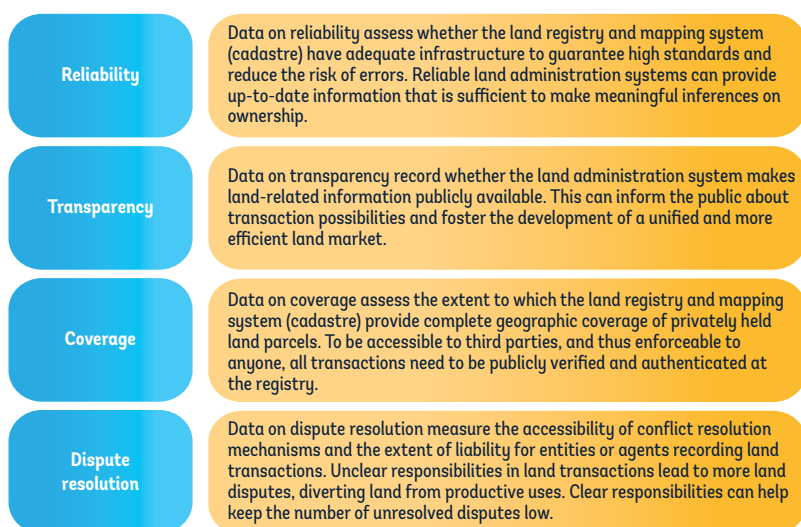 Reliability
Data on reliability assess whether the land registry and mapping system
(cadastre) have adequate infrastructure to guarantee high standards and
reduce the risk of errors. Reliable land administration systems can provide
up-to-date information that is sufficient to make meaningful inferences on
ownership.
Transparency
Data on transparency record whether the land administration system makes
land-related information publicly available. This can inform the public about
transaction possibilities and foster the development of a unified and more
efficient land market.
Coverage
Data on coverage assess the extent to which the land registry and mapping
system (cadastre) provide complete geographic coverage of privately held
land parcels. To be accessible to third parties, and thus enforceable to
anyone, all transactions need to be publicly verified and authenticated at
the registry.
Dispute
resolution
Data on dispute resolution measure the accessibility of conflict resolution
mechanisms and the extent of liability for entities or agents recording land
transactions. Unclear responsibilities in land transactions lead to more land
disputes, diverting land from productive uses. Clear responsibilities can help
keep the number of unresolved disputes low.